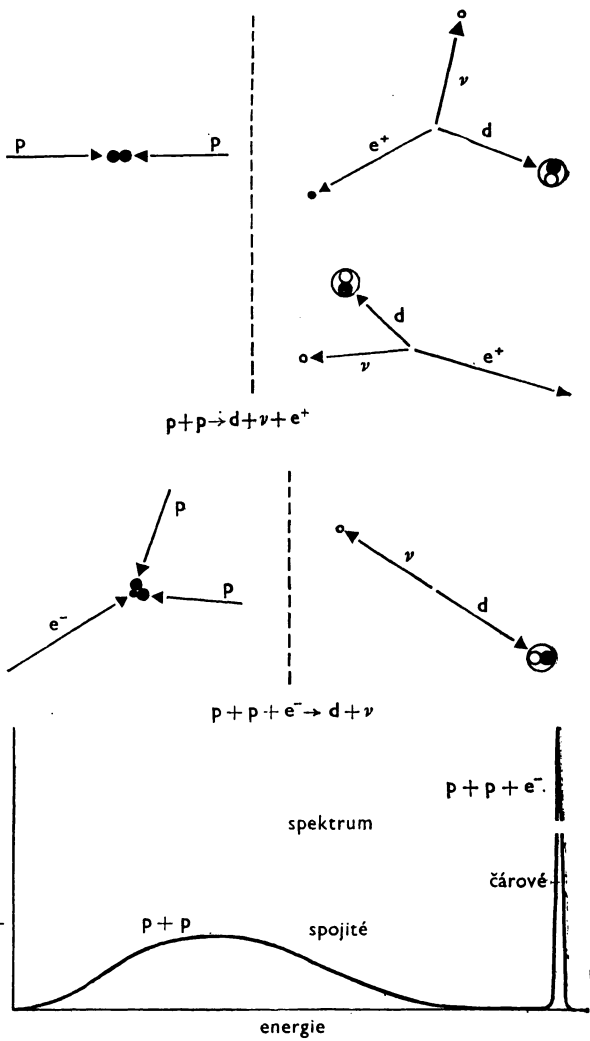 p p
ν
e⁺ d
d
ν e⁺
p+p→d+ν+e⁺
p
p
e⁻
ν
d
p+p+e⁻→d+ν
p+p+e⁻
spektrum
čárové
p+p
spojité
energie